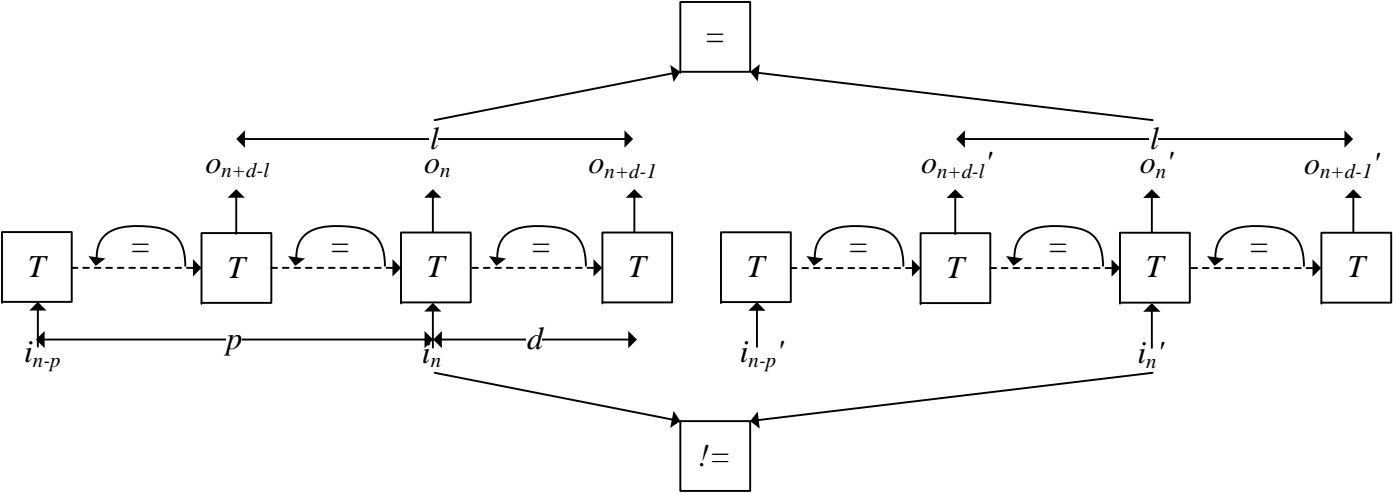 =
l l
o_{n+d-l} o_n o_{n+d-1} o_{n+d-l}' o_n' o_{n+d-1}'
= = = = = =
T T T T T T T T
p d
i_{n-p} i_n i_{n-p}' i_n'
!=